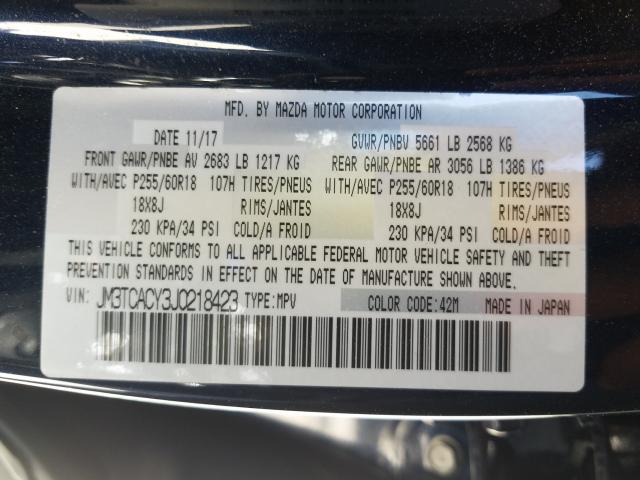 MFD. BY MAZDA MOTOR CORPORATION
DATE 11/17 GVWR/PNBV 5661 LB 2568 KG
FRONT GAWR/PNBE AV 2683 LB 1217 KG REAR GAWR/PNBE AR 3056 LB 1386 KG
WITH/AVEC P255/60R18 107H TIRES/PNEUS WITH/AVEC P255/60R18 107H TIRES/PNEUS
18X8J RIMS/JANTES 18X8J RIMS/JANTES
230 KPA/34 PSI COLD/A FROID 230 KPA/34 PSI COLD/A FROID
THIS VEHICLE CONFORMS TO ALL APPLICABLE FEDERAL MOTOR VEHICLE SAFETY AND THEFT
PREVENTION STANDARDS IN EFFECT ON THE DATE OF MANUFACTURE SHOWN ABOVE.
VIN: JM3TCACY3J0218423 TYPE:MPV COLOR CODE:42M MADE IN JAPAN